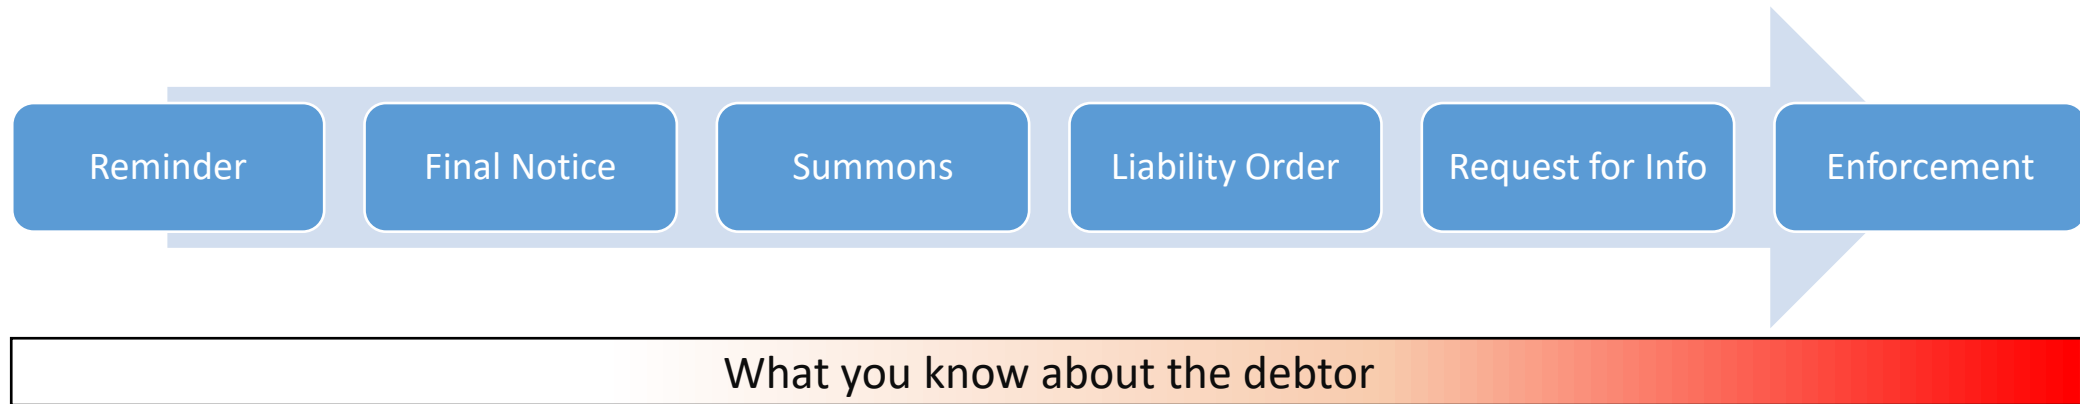 Reminder
Final Notice
Summons
Liability Order
Request for Info
Enforcement
What you know about the debtor